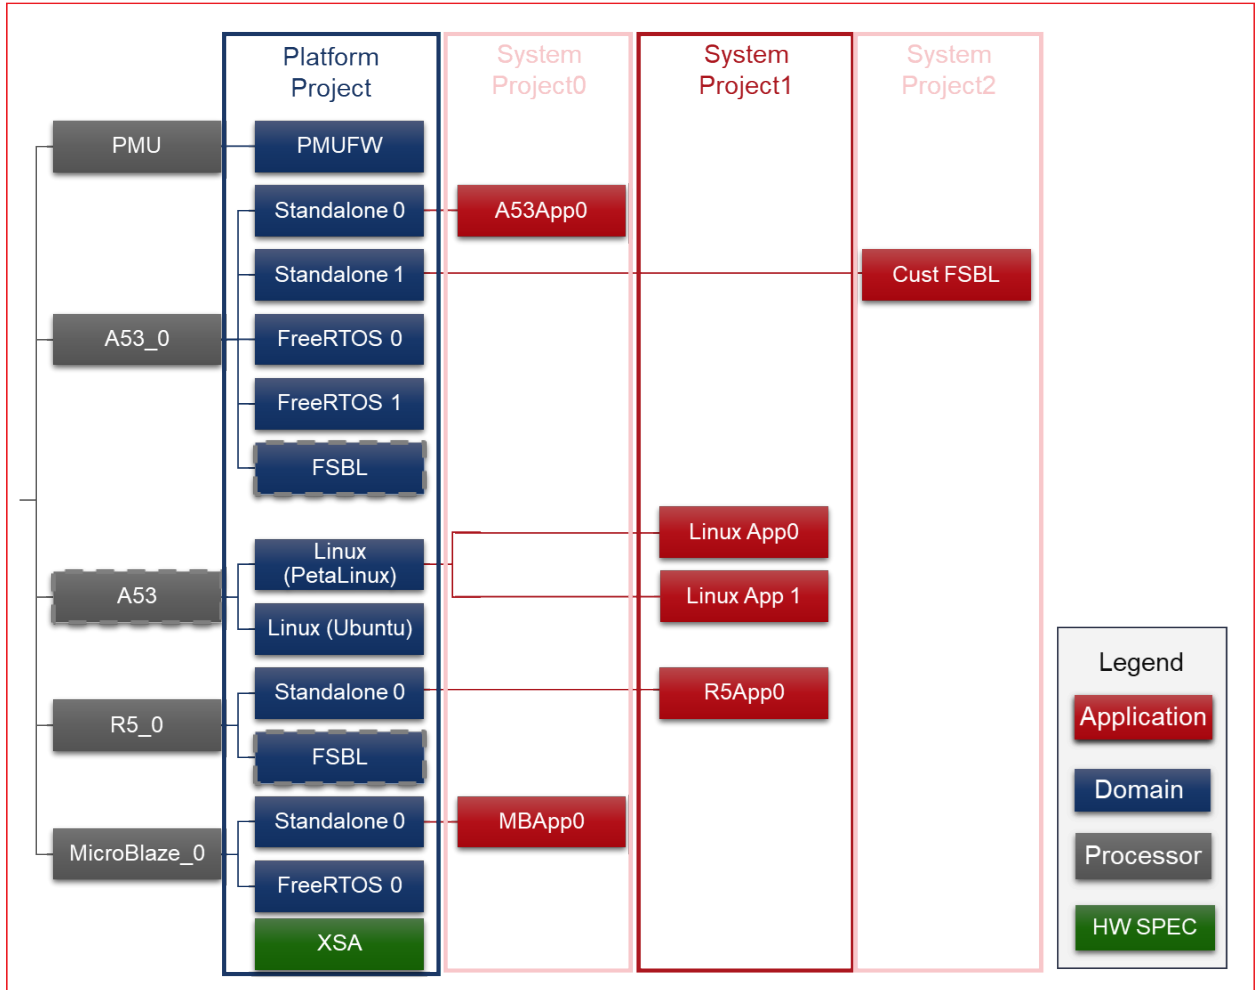 Platform
Project
System
Project0
System
Project1
System
Project2
PMU
PMUFW
Standalone 0
A53App0
Standalone 1
Cust FSBL
A53_0
FreeRTOS 0
FreeRTOS 1
FSBL
Linux
(PetaLinux)
Linux App0
A53
Linux App 1
Linux (Ubuntu)
Standalone 0
R5App0
R5_0
FSBL
Standalone 0
MBApp0
MicroBlaze_0
FreeRTOS 0
XSA
Legend
Application
Domain
Processor
HW SPEC